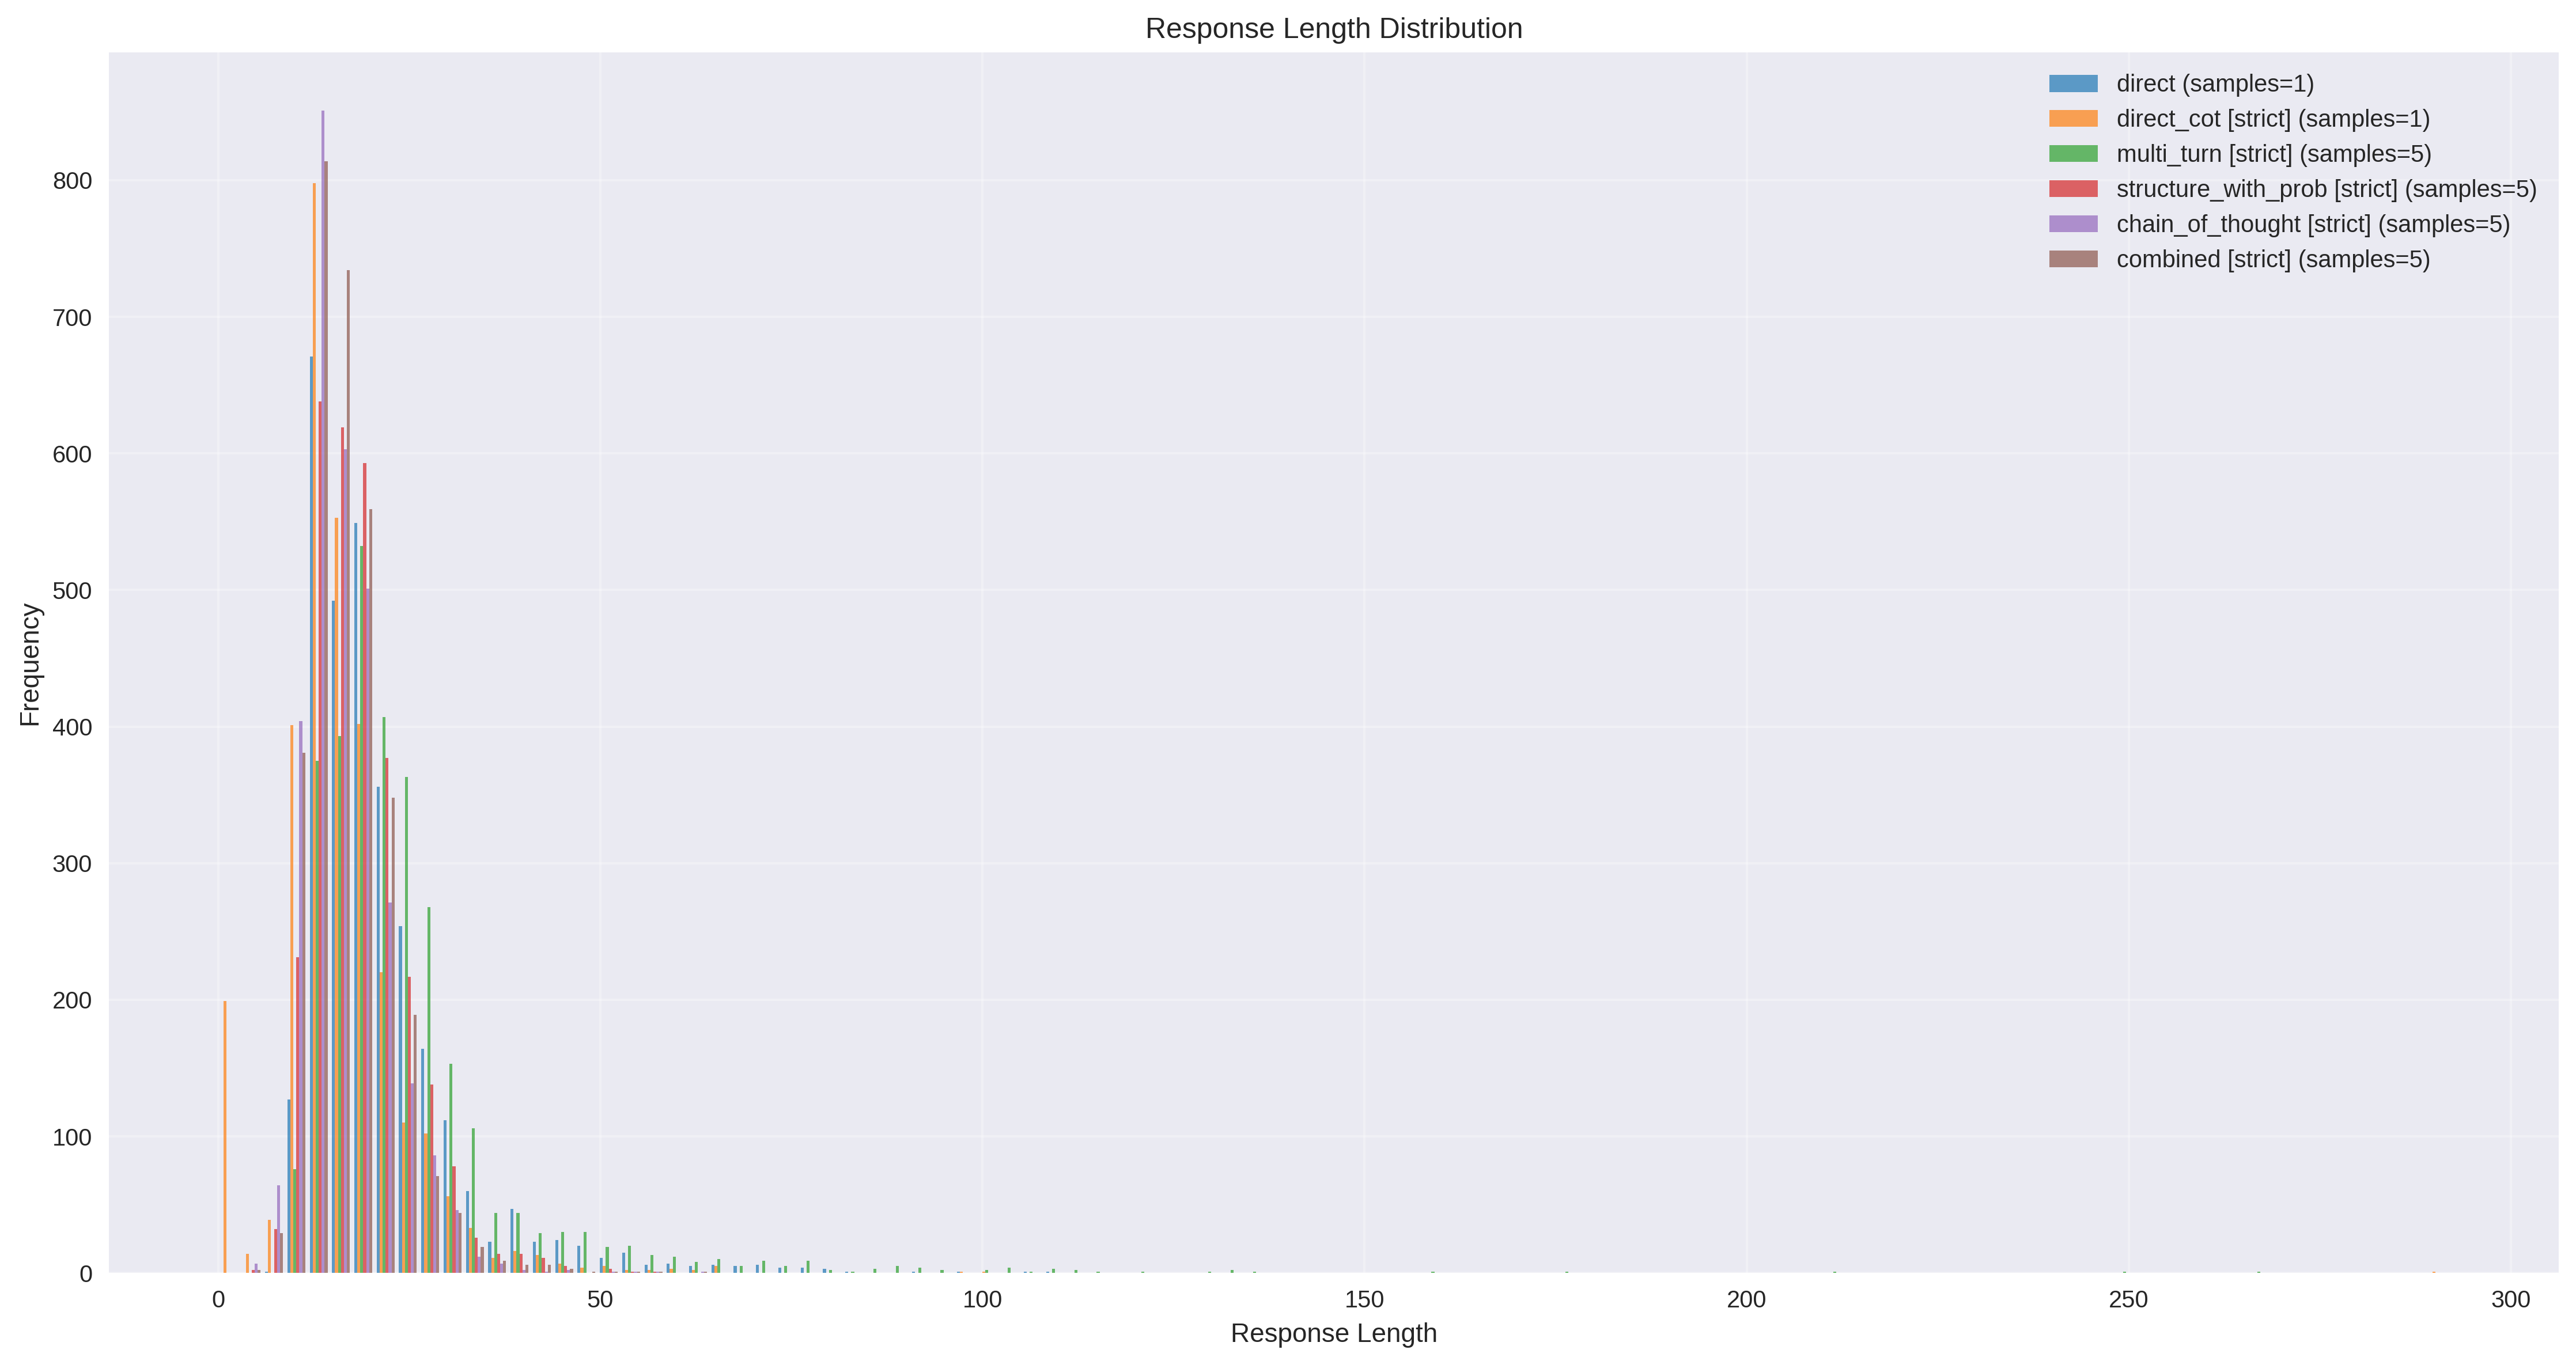 Response Length Distribution
direct (samples=1)
direct_cot [strict] (samples=1)
multi_turn [strict] (samples=5)
structure_with_prob [strict] (samples=5)
chain_of_thought [strict] (samples=5)
combined [strict] (samples=5)
Frequency
800
700
600
500
400
300
200
100
0
0 50 100 150 200 250 300
Response Length